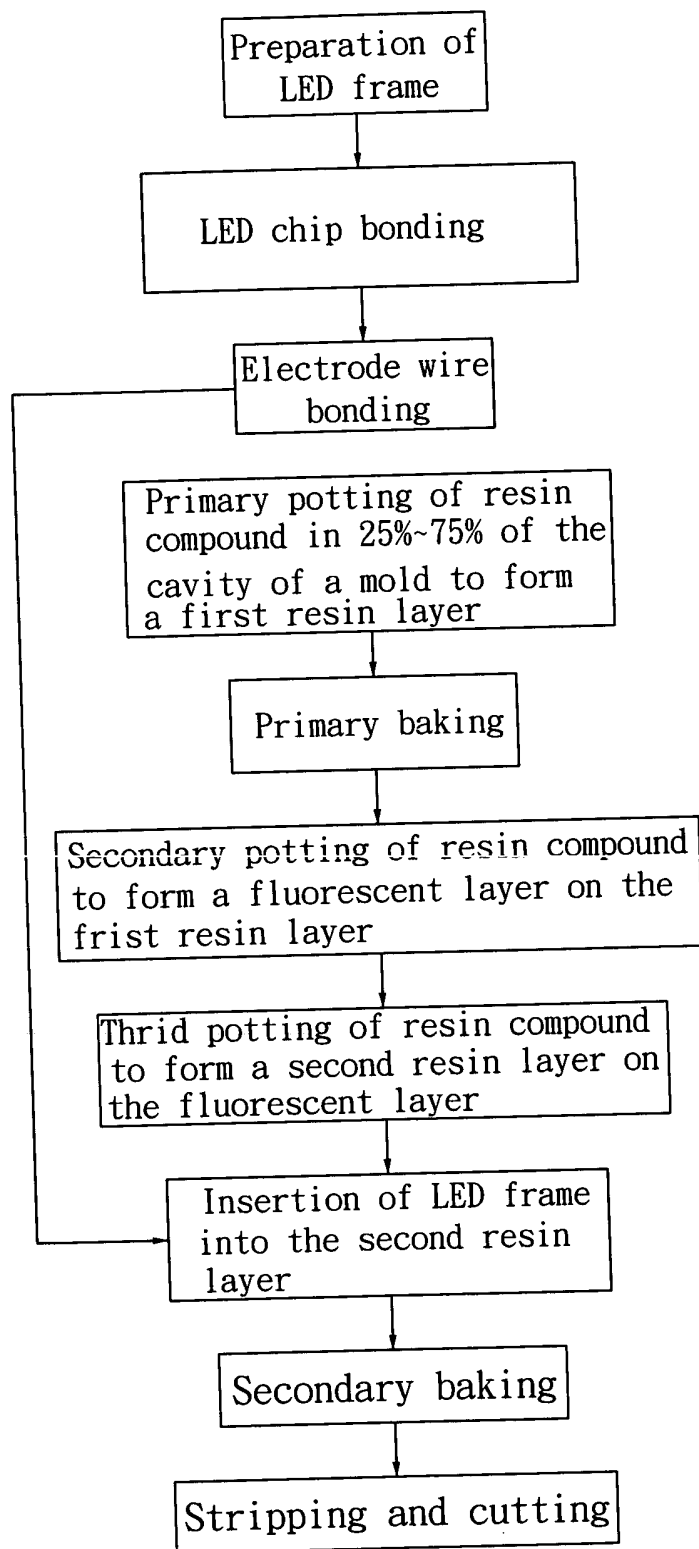 Preparation of
LED frame
LED chip bonding
Electrode wire
bonding
Primary potting of resin
compound in 25%~75% of the
cavity of a mold to form
a first resin layer
Primary baking
Secondary potting of resin compound
to form a fluorescent layer on the
frist resin layer
Thrid potting of resin compound
to form a second resin layer on
the fluorescent layer
Insertion of LED frame
into the second resin
layer
Secondary baking
Stripping and cutting